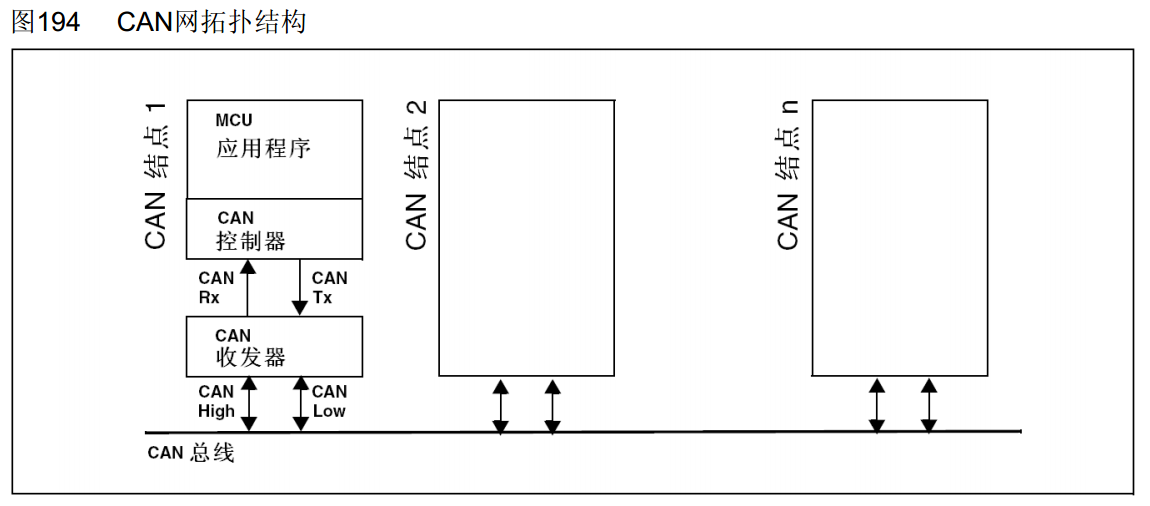 图194 CAN网拓扑结构
CAN 结点 1
MCU
应用程序
CAN
控制器
CAN
Rx
CAN
Tx
CAN
收发器
CAN
High
CAN
Low
CAN 结点 2
CAN 结点 n
CAN 总线